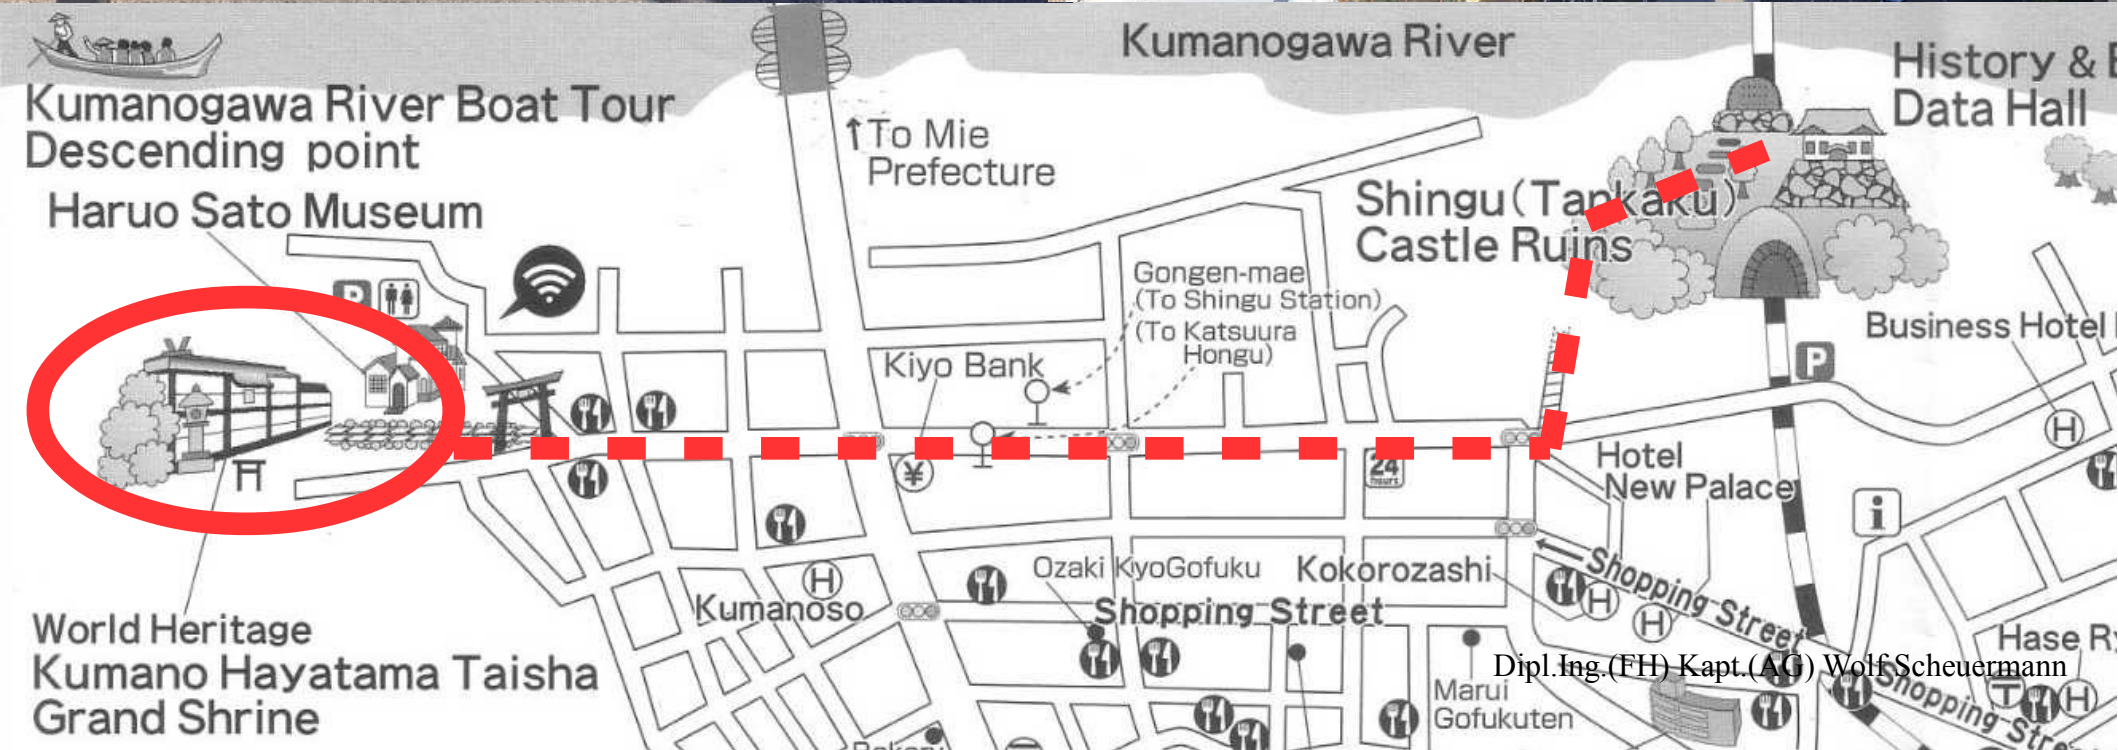 Kumanogawa River
History &
Data Hall
Kumanogawa River Boat Tour
Descending point
↑To Mie
Prefecture
Haruo Sato Museum
Shingu(Tankaku)
Castle Ruins
P
Gongen-mae
(To Shingu Station)
(To Katsuura
Hongu)
Business Hotel
P
Kiyo Bank
H
¥
24
hours
Hotel
New Palace
i
Ozaki KyoGofuku
Kokorozashi
Shopping Street
H
H
H
Kumanoso
Shopping Street
World Heritage
Kumano Hayatama Taisha
Grand Shrine
Hase
Dipl.Ing.(FH) Kapt.(AG) Wolf Scheuermann
Marui
Gofukuten
H
Shopping
Bakery